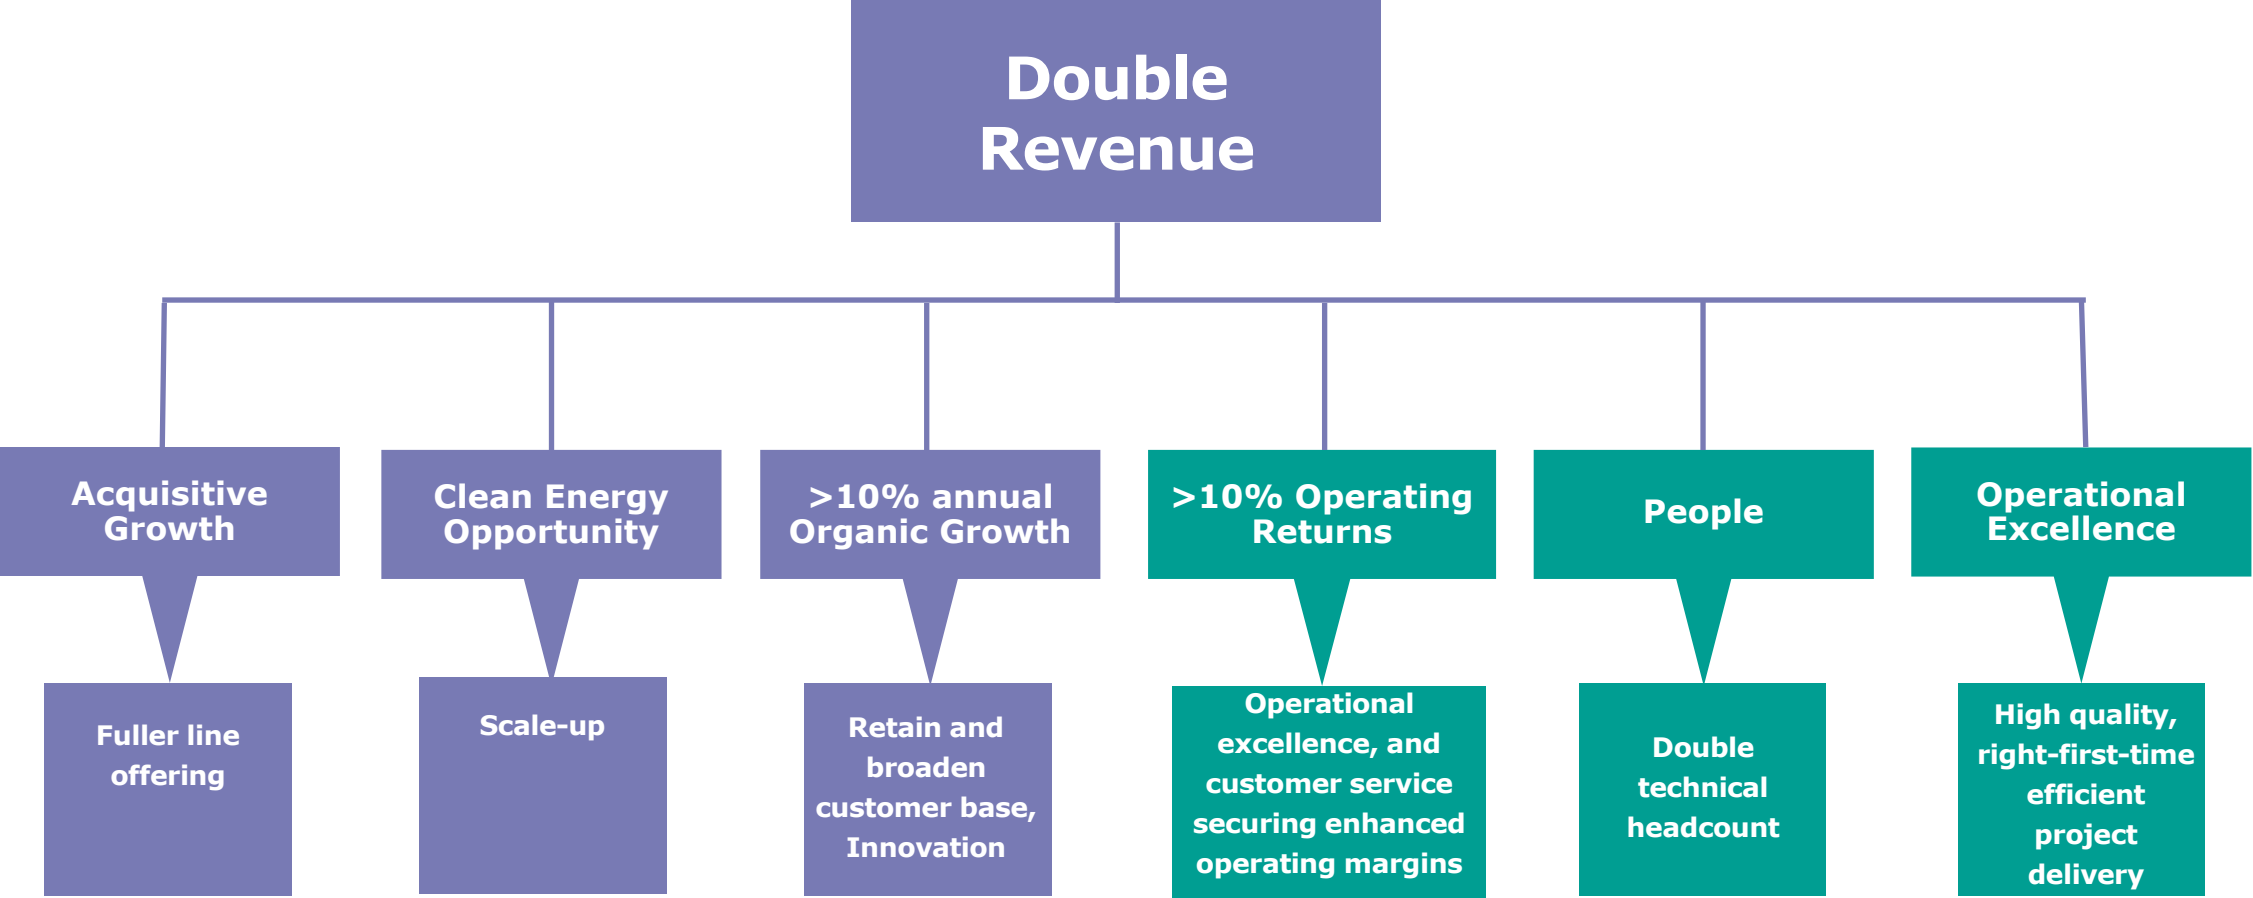 Double
Revenue
Acquisitive
Growth
Clean Energy
Opportunity
>10% annual
Organic Growth
>10% Operating
Returns
People
Operational
Excellence
Fuller line
offering
Scale-up
Retain and
broaden
customer base,
Innovation
Operational
excellence, and
customer service
securing enhanced
operating margins
Double
technical
headcount
High quality,
right-first-time
efficient
project
delivery